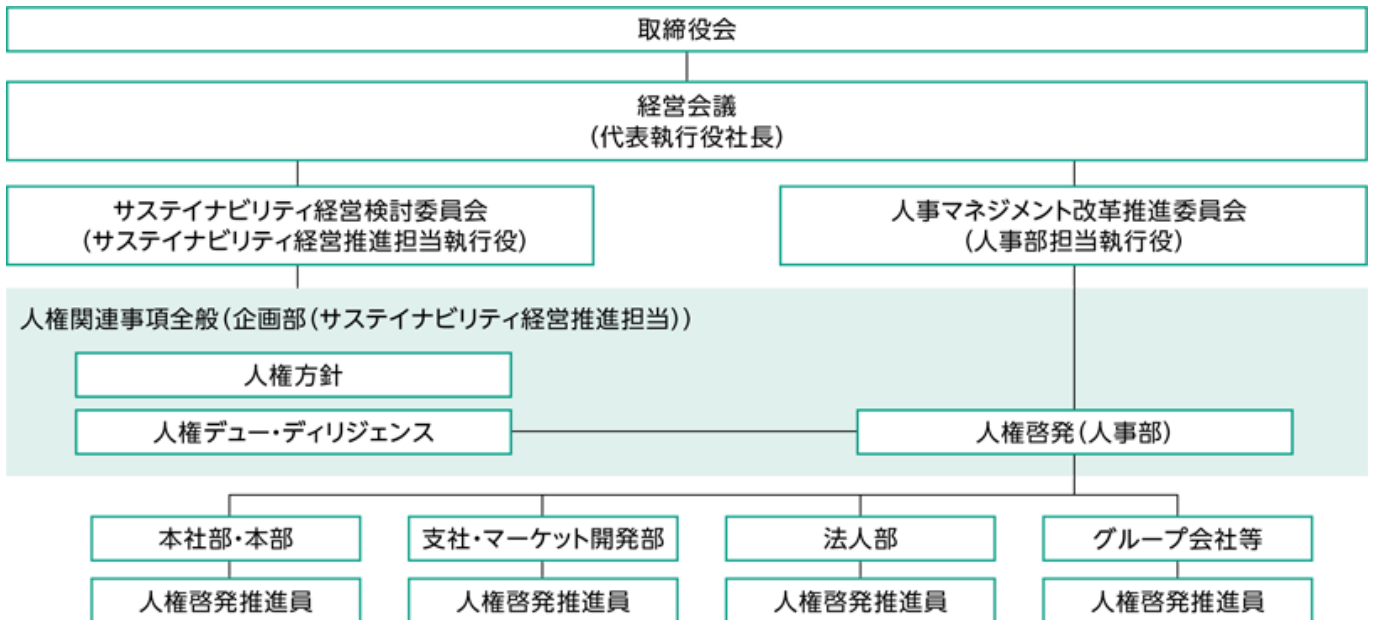 取締役会
経営会議
(代表執行役社長)
サステイナビリティ経営検討委員会
(サステイナビリティ経営推進担当執行役)
人事マネジメント改革推進委員会
(人事部担当執行役)
人権関連事項全般(企画部(サステイナビリティ経営推進担当))
人権方針
人権デュー・ディリジェンス
人権啓発(人事部)
本社部・本部
支社・マーケット開発部
法人部
グループ会社等
人権啓発推進員
人権啓発推進員
人権啓発推進員
人権啓発推進員